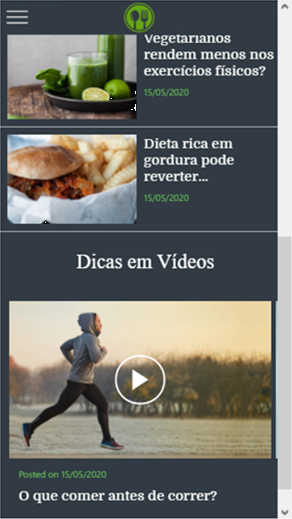 Vegetarianos
rendem menos nos
exercícios físicos?
15/05/2020
Dieta rica em
gordura pode
reverter...
15/05/2020
Dicas em Vídeos
Posted on 15/05/2020
O que comer antes de correr?